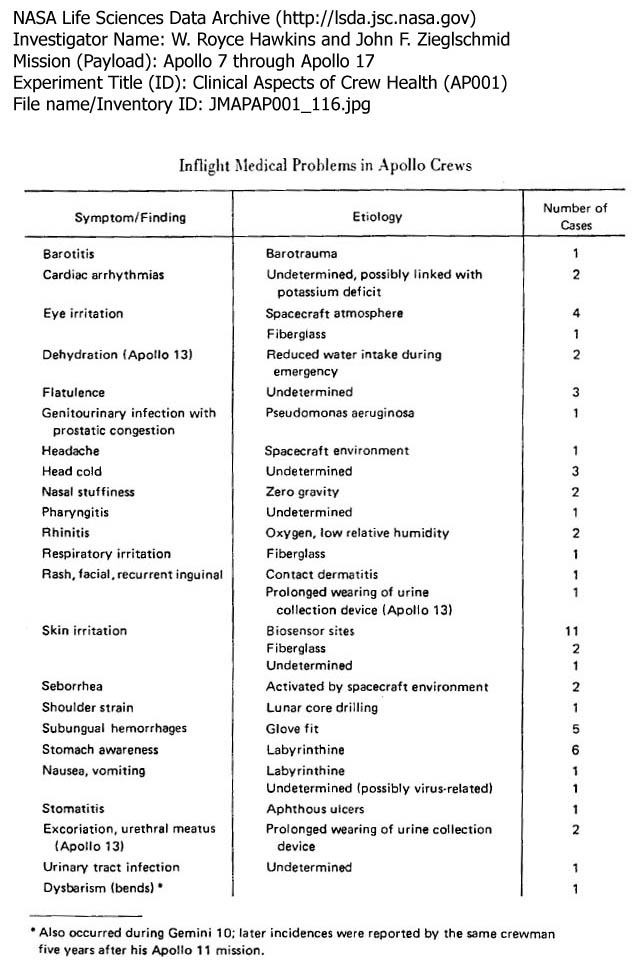 NASA Life Sciences Data Archive (http://lsda.jsc.nasa.gov)
Investigator Name: W. Royce Hawkins and John F. Zieglschmid
Mission (Payload): Apollo 7 through Apollo 17
Experiment Title (ID): Clinical Aspects of Crew Health (AP001)
File name/Inventory ID: JMAPAP001_116.jpg
Inflight Medical Problems in Apollo Crews
Symptom/Finding Etiology Number of Cases
Barotitis Barotrauma 1
Cardiac arrhythmias Undetermined, possibly linked with 2
potassium deficit
Eye irritation Spacecraft atmosphere 4
Fiberglass 1
Dehydration (Apollo 13) Reduced water intake during 2
emergency
Flatulence Undetermined 3
Genitourinary infection with Pseudomonas aeruginosa 1
prostatic congestion
Headache Spacecraft environment 1
Head cold Undetermined 3
Nasal stuffiness Zero gravity 2
Pharyngitis Undetermined 1
Rhinitis Oxygen, low relative humidity 2
Respiratory irritation Fiberglass 1
Rash, facial, recurrent inguinal Contact dermatitis 1
Prolonged wearing of urine 1
collection device (Apollo 13)
Skin irritation Biosensor sites 11
Fiberglass 2
Undetermined 1
Seborrhea Activated by spacecraft environment 2
Shoulder strain Lunar core drilling 1
Subungual hemorrhages Glove fit 5
Stomach awareness Labyrinthine 6
Nausea, vomiting Labyrinthine 1
Undetermined (possibly virus-related) 1
Stomatitis Aphthous ulcers 1
Excoriation, urethral meatus Prolonged wearing of urine collection 2
(Apollo 13) device
Urinary tract infection Undetermined 1
Dysbarism (bends) * 1
* Also occurred during Gemini 10; later incidences were reported by the same crewman
five years after his Apollo 11 mission.